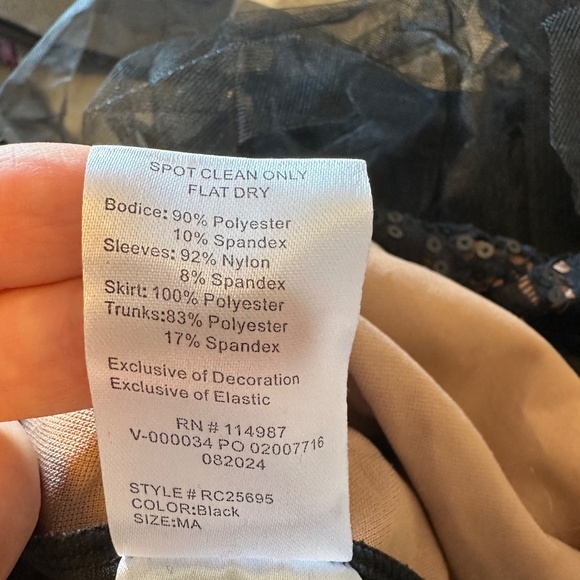 SPOT CLEAN ONLY
FLAT DRY
Bodice: 90% Polyester
10% Spandex
Sleeves: 92% Nylon
8% Spandex
Skirt: 100% Polyester
Trunks:83% Polyester
17% Spandex
Exclusive of Decoration
Exclusive of Elastic
RN # 114987
V-000034 PO 02007716
082024
STYLE # RC25695
COLOR:Black
SIZE:MA